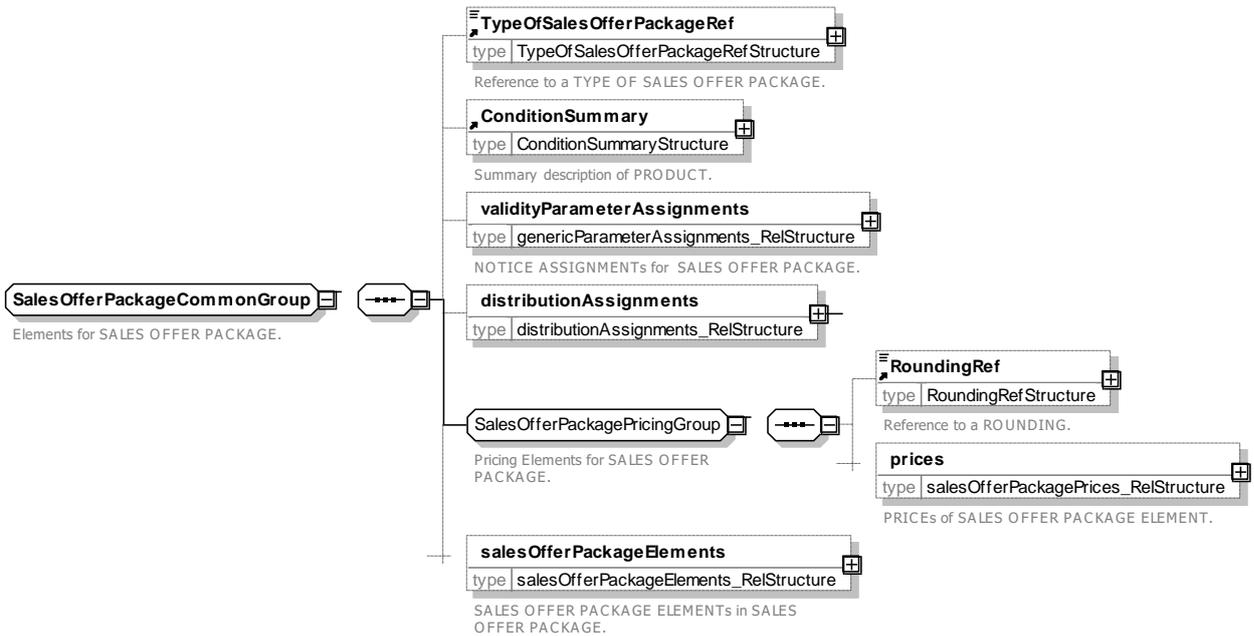 TypeOfSalesOfferPackageRef
type TypeOfSalesOfferPackageRefStructure
Reference to a TYPE OF SALES OFFER PACKAGE.
ConditionSummary
type ConditionSummaryStructure
Summary description of PRODUCT.
validityParameterAssignments
type genericParameterAssignments_RelStructure
NOTICE ASSIGNMENTs for SALES OFFER PACKAGE.
SalesOfferPackageCommonGroup
Elements for SALES OFFER PACKAGE.
distributionAssignments
type distributionAssignments_RelStructure
SalesOfferPackagePricingGroup
Pricing Elements for SALES OFFER
PACKAGE.
RoundingRef
type RoundingRefStructure
Reference to a ROUNDING.
prices
type salesOfferPackagePrices_RelStructure
PRICEs of SALES OFFER PACKAGE ELEMENT.
salesOfferPackageElements
type salesOfferPackageElements_RelStructure
SALES OFFER PACKAGE ELEMENTs in SALES
OFFER PACKAGE.